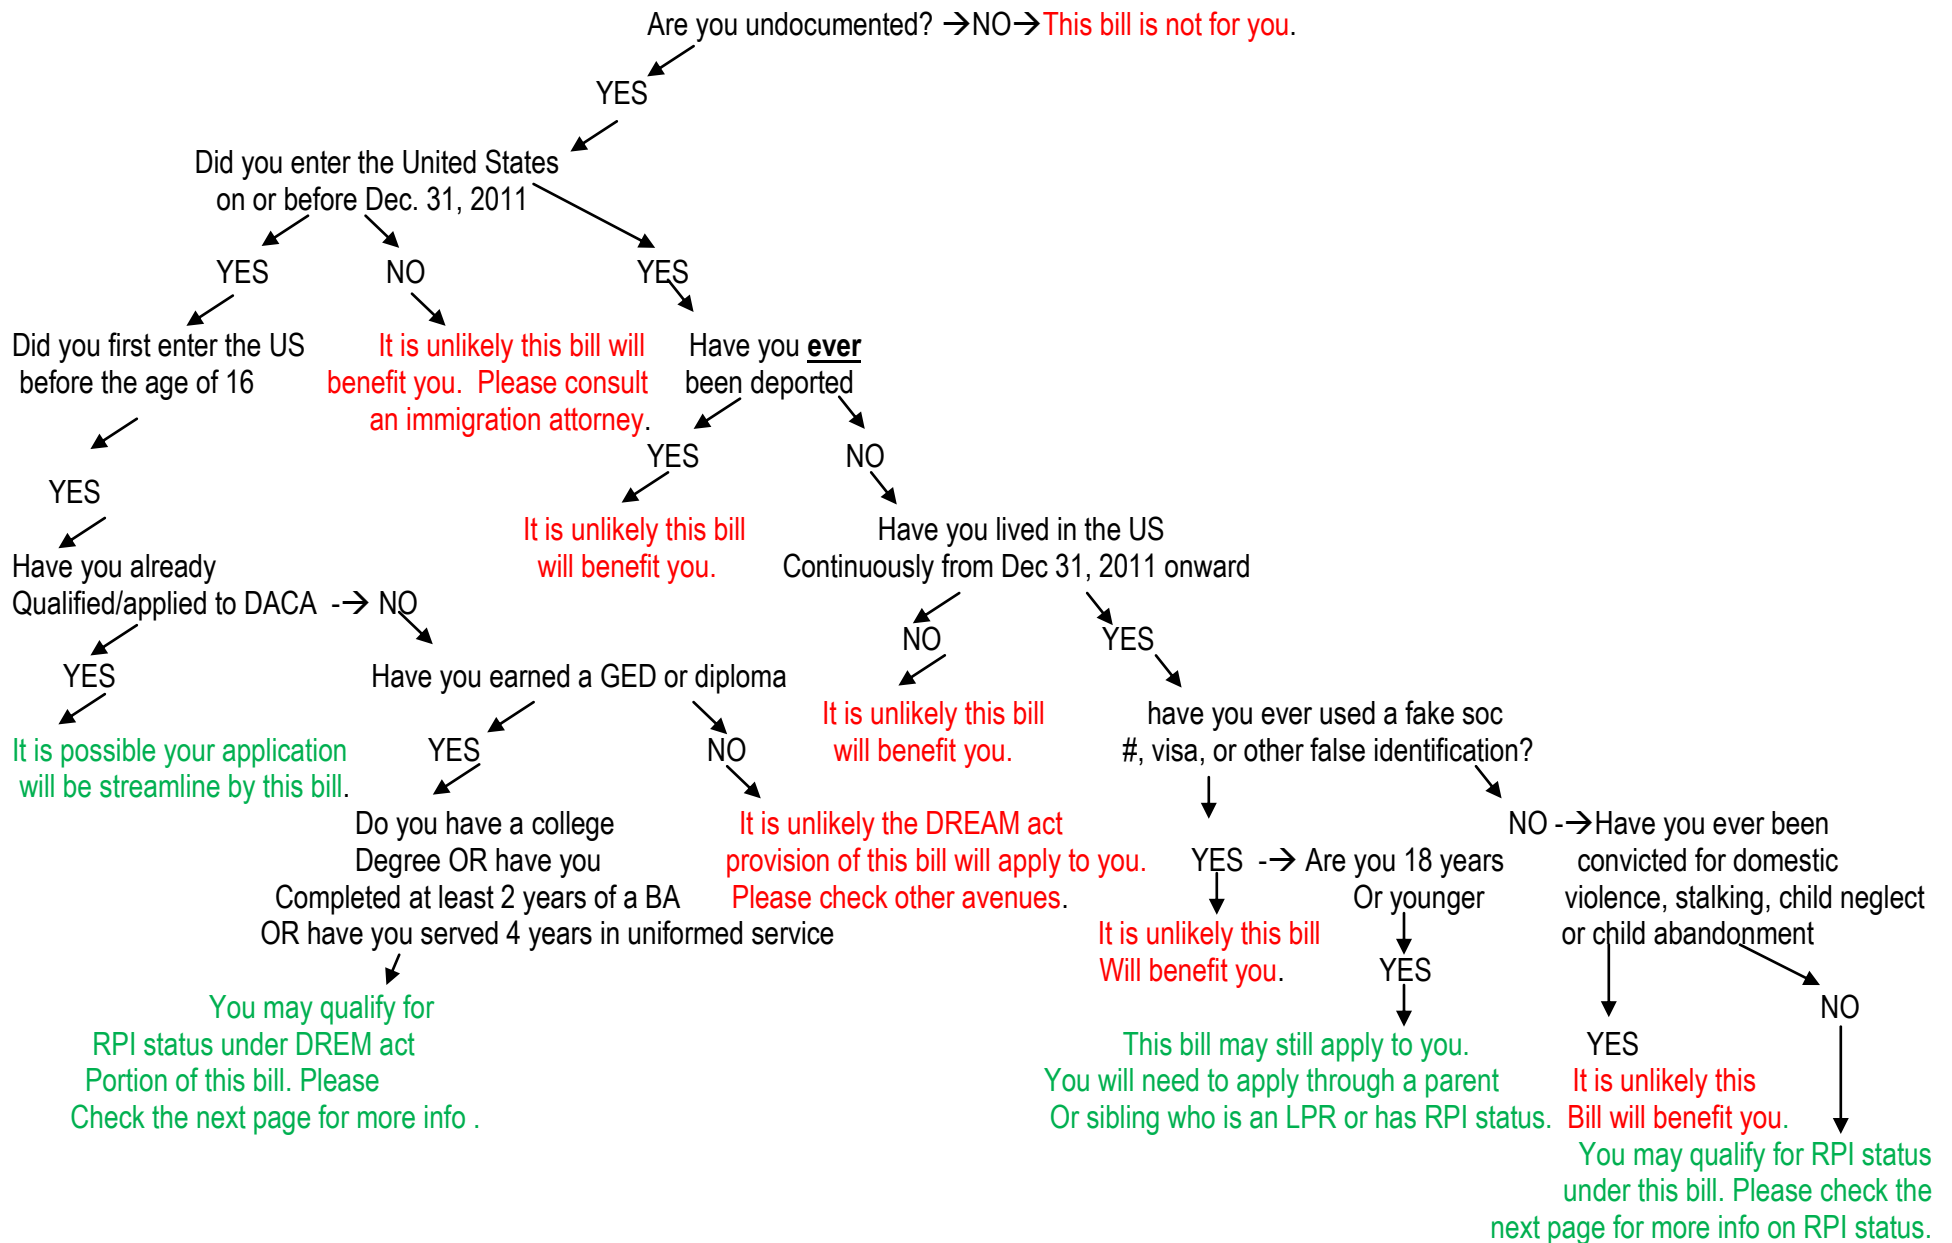 Are you undocumented? →NO→This bill is not for you.
YES
Did you enter the United States
on or before Dec. 31, 2011
YES
NO
YES
Did you first enter the US
before the age of 16
It is unlikely this bill will
benefit you. Please consult
an immigration attorney.
Have you ever
been deported
YES
NO
YES
It is unlikely this bill
will benefit you.
Have you lived in the US
Continuously from Dec 31, 2011 onward
Have you already
Qualified/applied to DACA -→ NO
NO
YES
YES
Have you earned a GED or diploma
It is unlikely this bill
will benefit you.
have you ever used a fake soc
#, visa, or other false identification?
It is possible your application
will be streamline by this bill.
YES
NO
Do you have a college
Degree OR have you
Completed at least 2 years of a BA
OR have you served 4 years in uniformed service
It is unlikely the DREAM act
provision of this bill will apply to you.
Please check other avenues.
YES -→ Are you 18 years
Or younger
NO -→Have you ever been
convicted for domestic
violence, stalking, child neglect
or child abandonment
It is unlikely this bill
Will benefit you.
YES
You may qualify for
RPI status under DREM act
Portion of this bill. Please
Check the next page for more info .
This bill may still apply to you.
You will need to apply through a parent
Or sibling who is an LPR or has RPI status.
YES
It is unlikely this
Bill will benefit you.
NO
You may qualify for RPI status
under this bill. Please check the
next page for more info on RPI status.